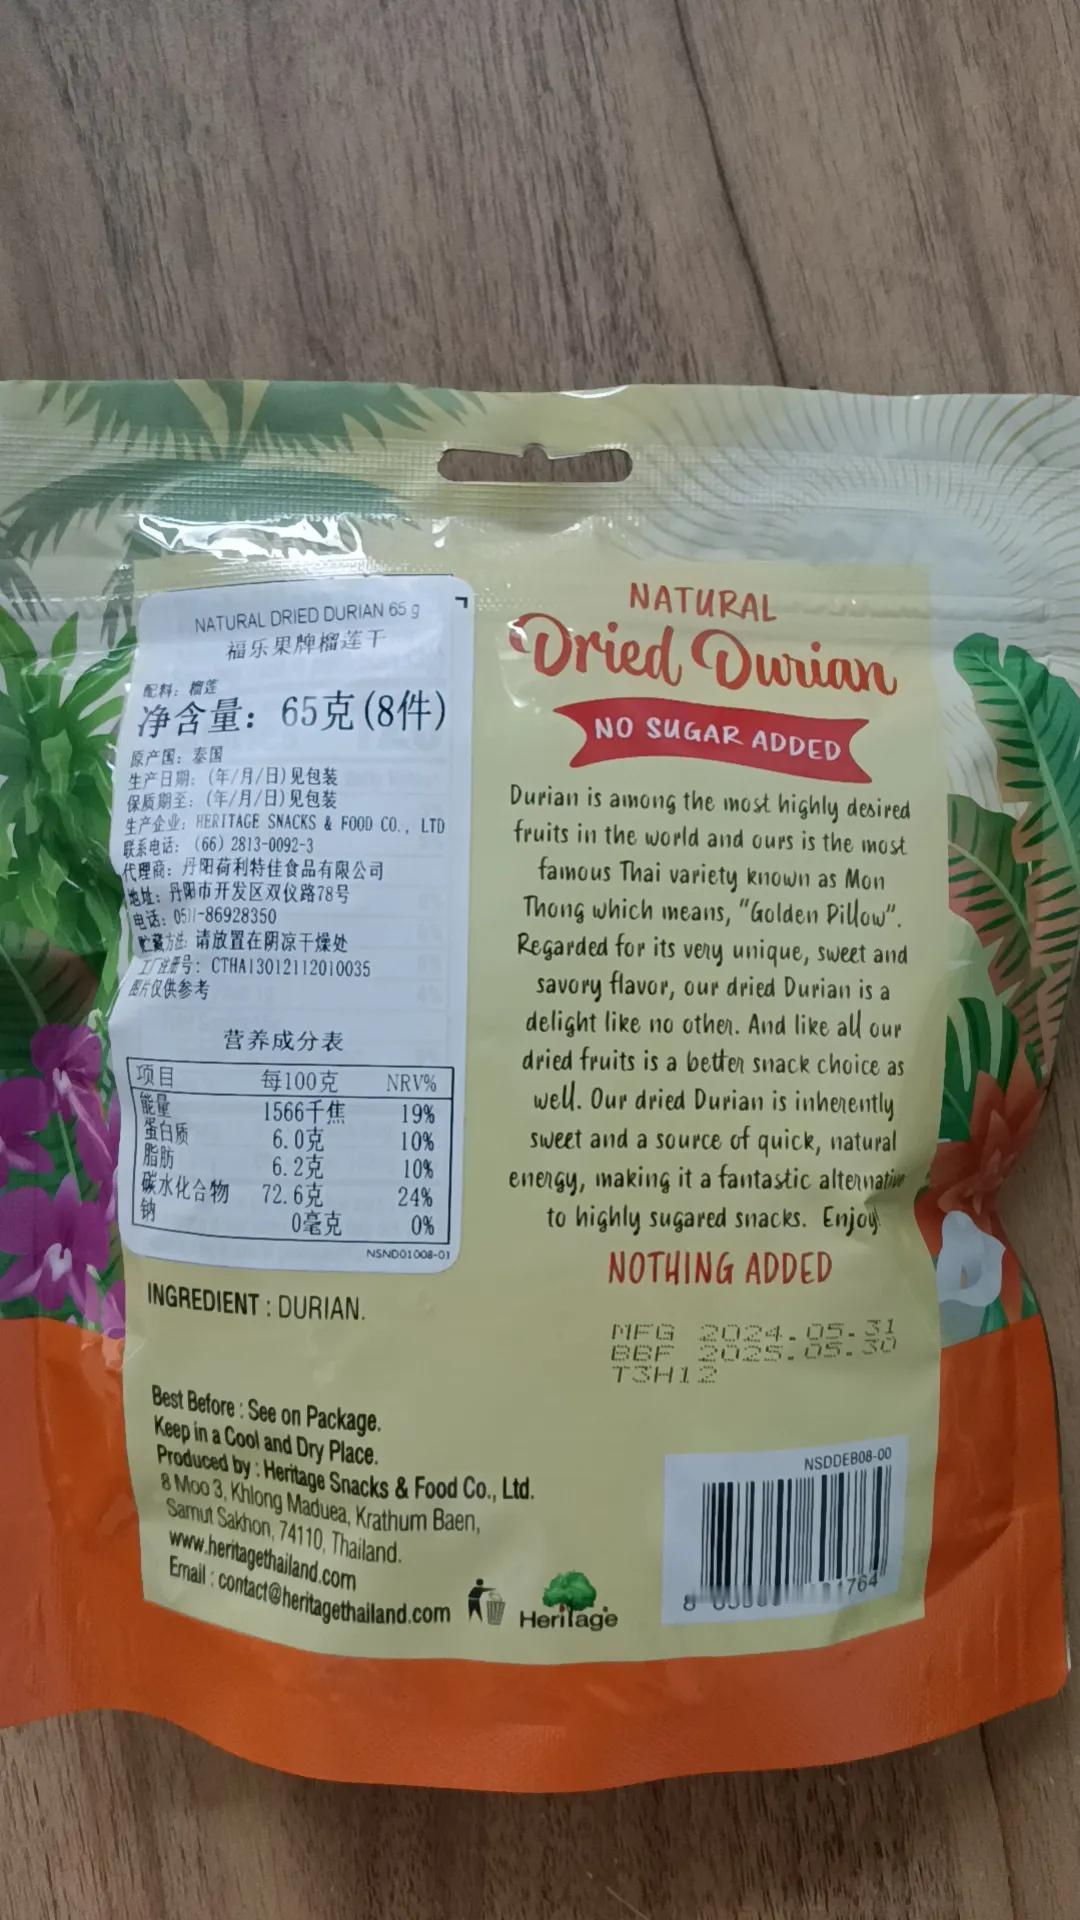 NATURAL DRIED DURIAN 65 g
福乐果牌榴莲干
配料：榴莲
净含量：65克(8件)
原产国：泰国
生产日期：(年/月/日)见包装
保质期至：(年/月/日)见包装
生产企业：HERITAGE SNACKS & FOOD CO., LTD
联系电话：(66) 2813-0092-3
代理商：丹阳荷利特佳食品有限公司
地址：丹阳市开发区双仪路78号
电话：0511-86928350
贮藏方法：请放置在阴凉干燥处
工厂注册号：CTHA13012112010035
图片仅供参考
营养成分表
项目 每100克 NRV%
能量 1566千焦 19%
蛋白质 6.0克 10%
脂肪 6.2克 10%
碳水化合物 72.6克 24%
钠 0毫克 0%
NSND01008-01
INGREDIENT : DURIAN.
Best Before : See on Package.
Keep in a Cool and Dry Place.
Produced by : Heritage Snacks & Food Co., Ltd.
8 Moo 3, Khlong Maduea, Krathum Baen,
Samut Sakhon, 74110, Thailand.
www.heritagethailand.com
Email : contact@heritagethailand.com
Heritage
NATURAL
Dried Durian
NO SUGAR ADDED
Durian is among the most highly desired
fruits in the world and ours is the most
famous Thai variety known as Mon
Thong which means, "Golden Pillow".
Regarded for its very unique, sweet and
savory flavor, our dried Durian is a
delight like no other. And like all our
dried fruits is a better snack choice as
well. Our dried Durian is inherently
sweet and a source of quick, natural
energy, making it a fantastic alternative
to highly sugared snacks. Enjoy
NOTHING ADDED
MFG 2024.05.31
BBF 2025.05.30
T3H12
NSDDEB08-00
8